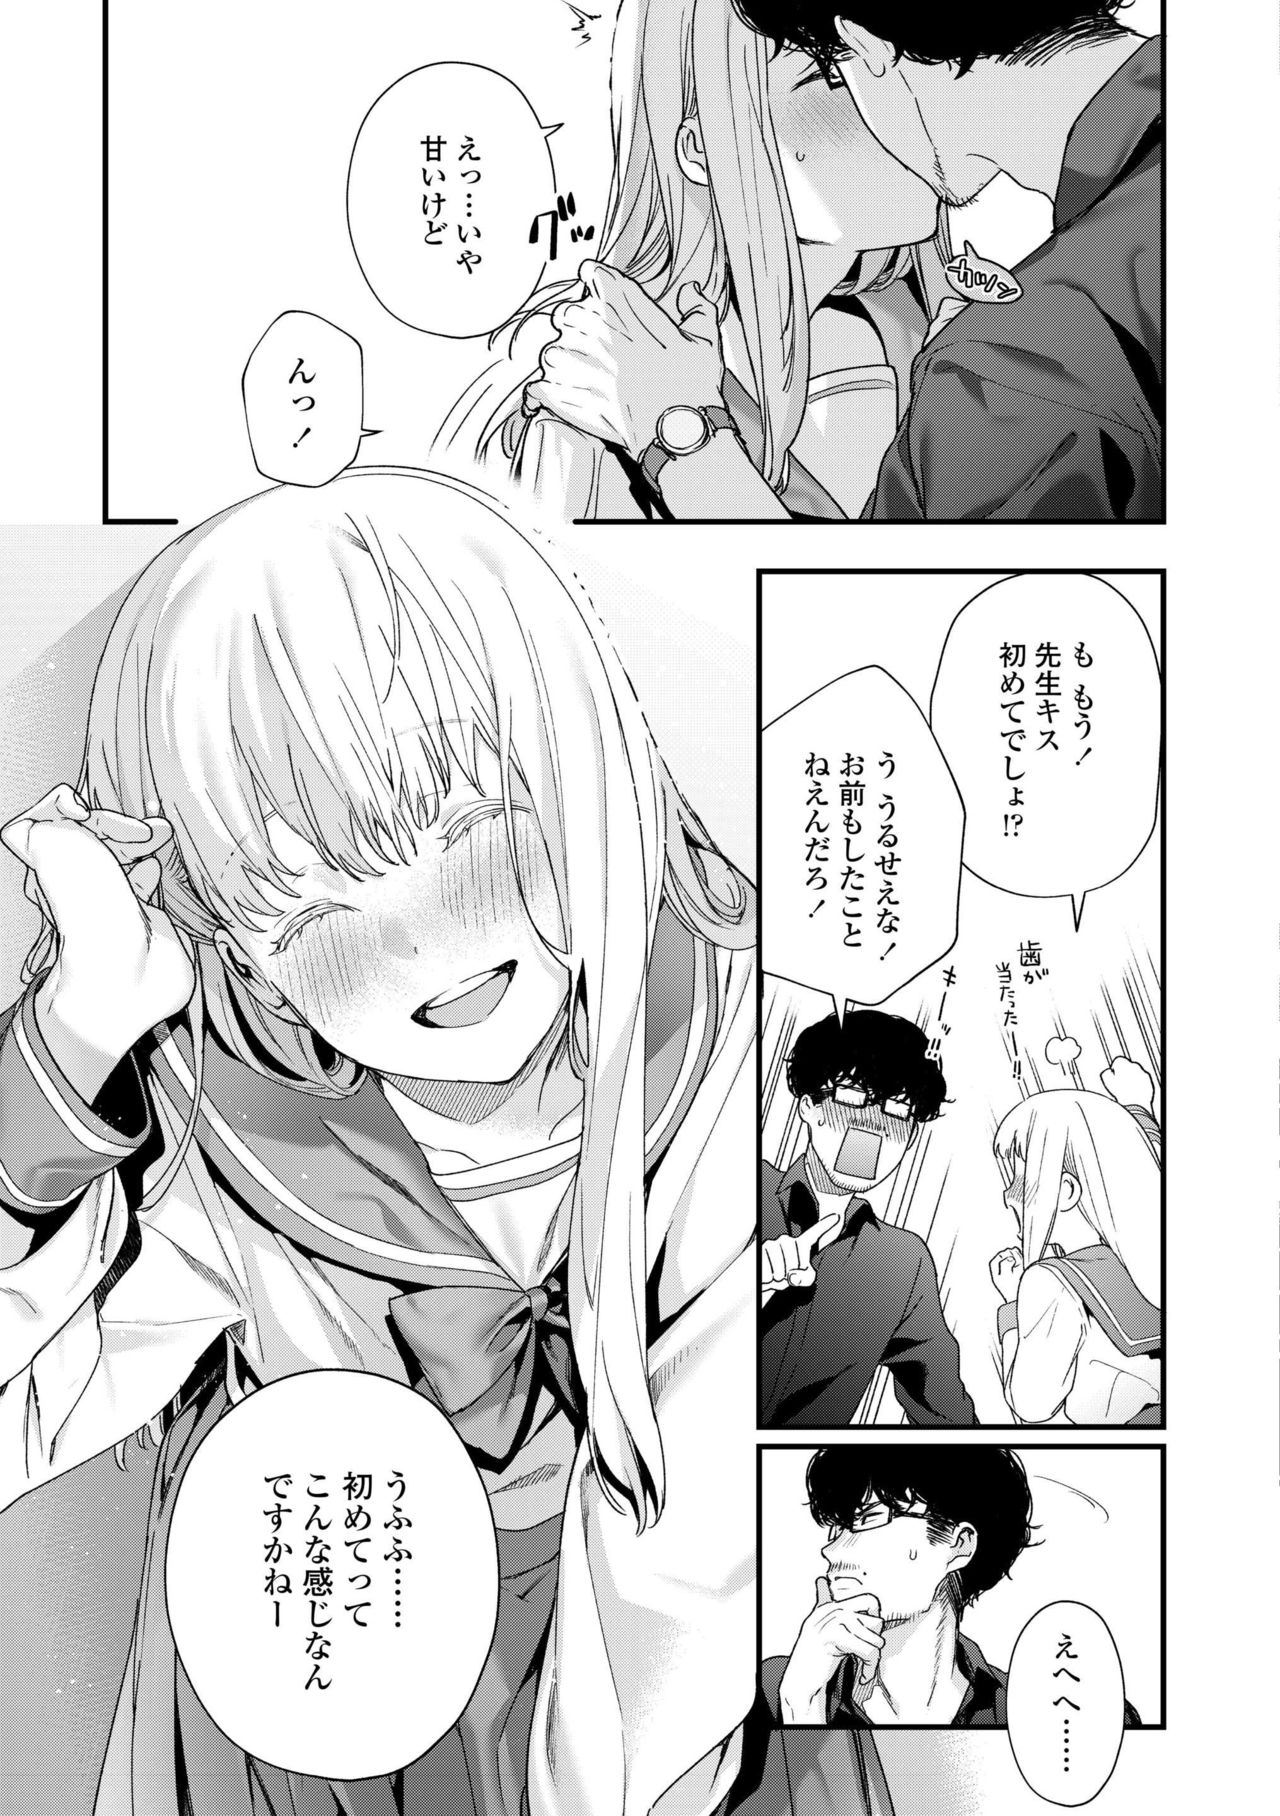 えっ…いや
甘いけど
グッ
ガツン
んっ！
も もう！
先生キス
初めてでしょ!?
歯が
当たったー!!
う うるせえな！
お前もしたこと
ねえんだろ！
キーー!!
えへへ……
うふふ……
初めてって
こんな感じなん
ですかねー